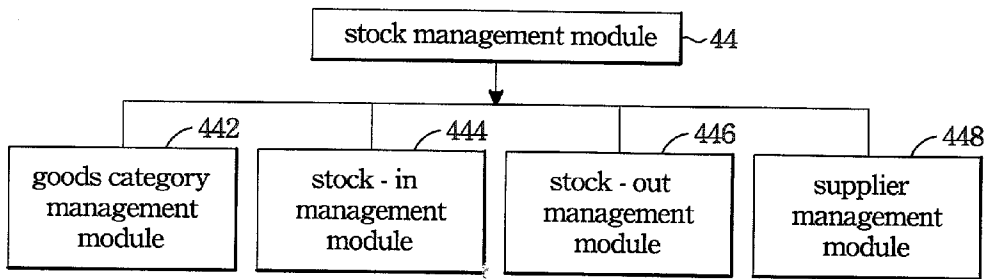 stock management module 44
442
444
446
448
goods category
management
module
stock - in
management
module
stock - out
management
module
supplier
management
module